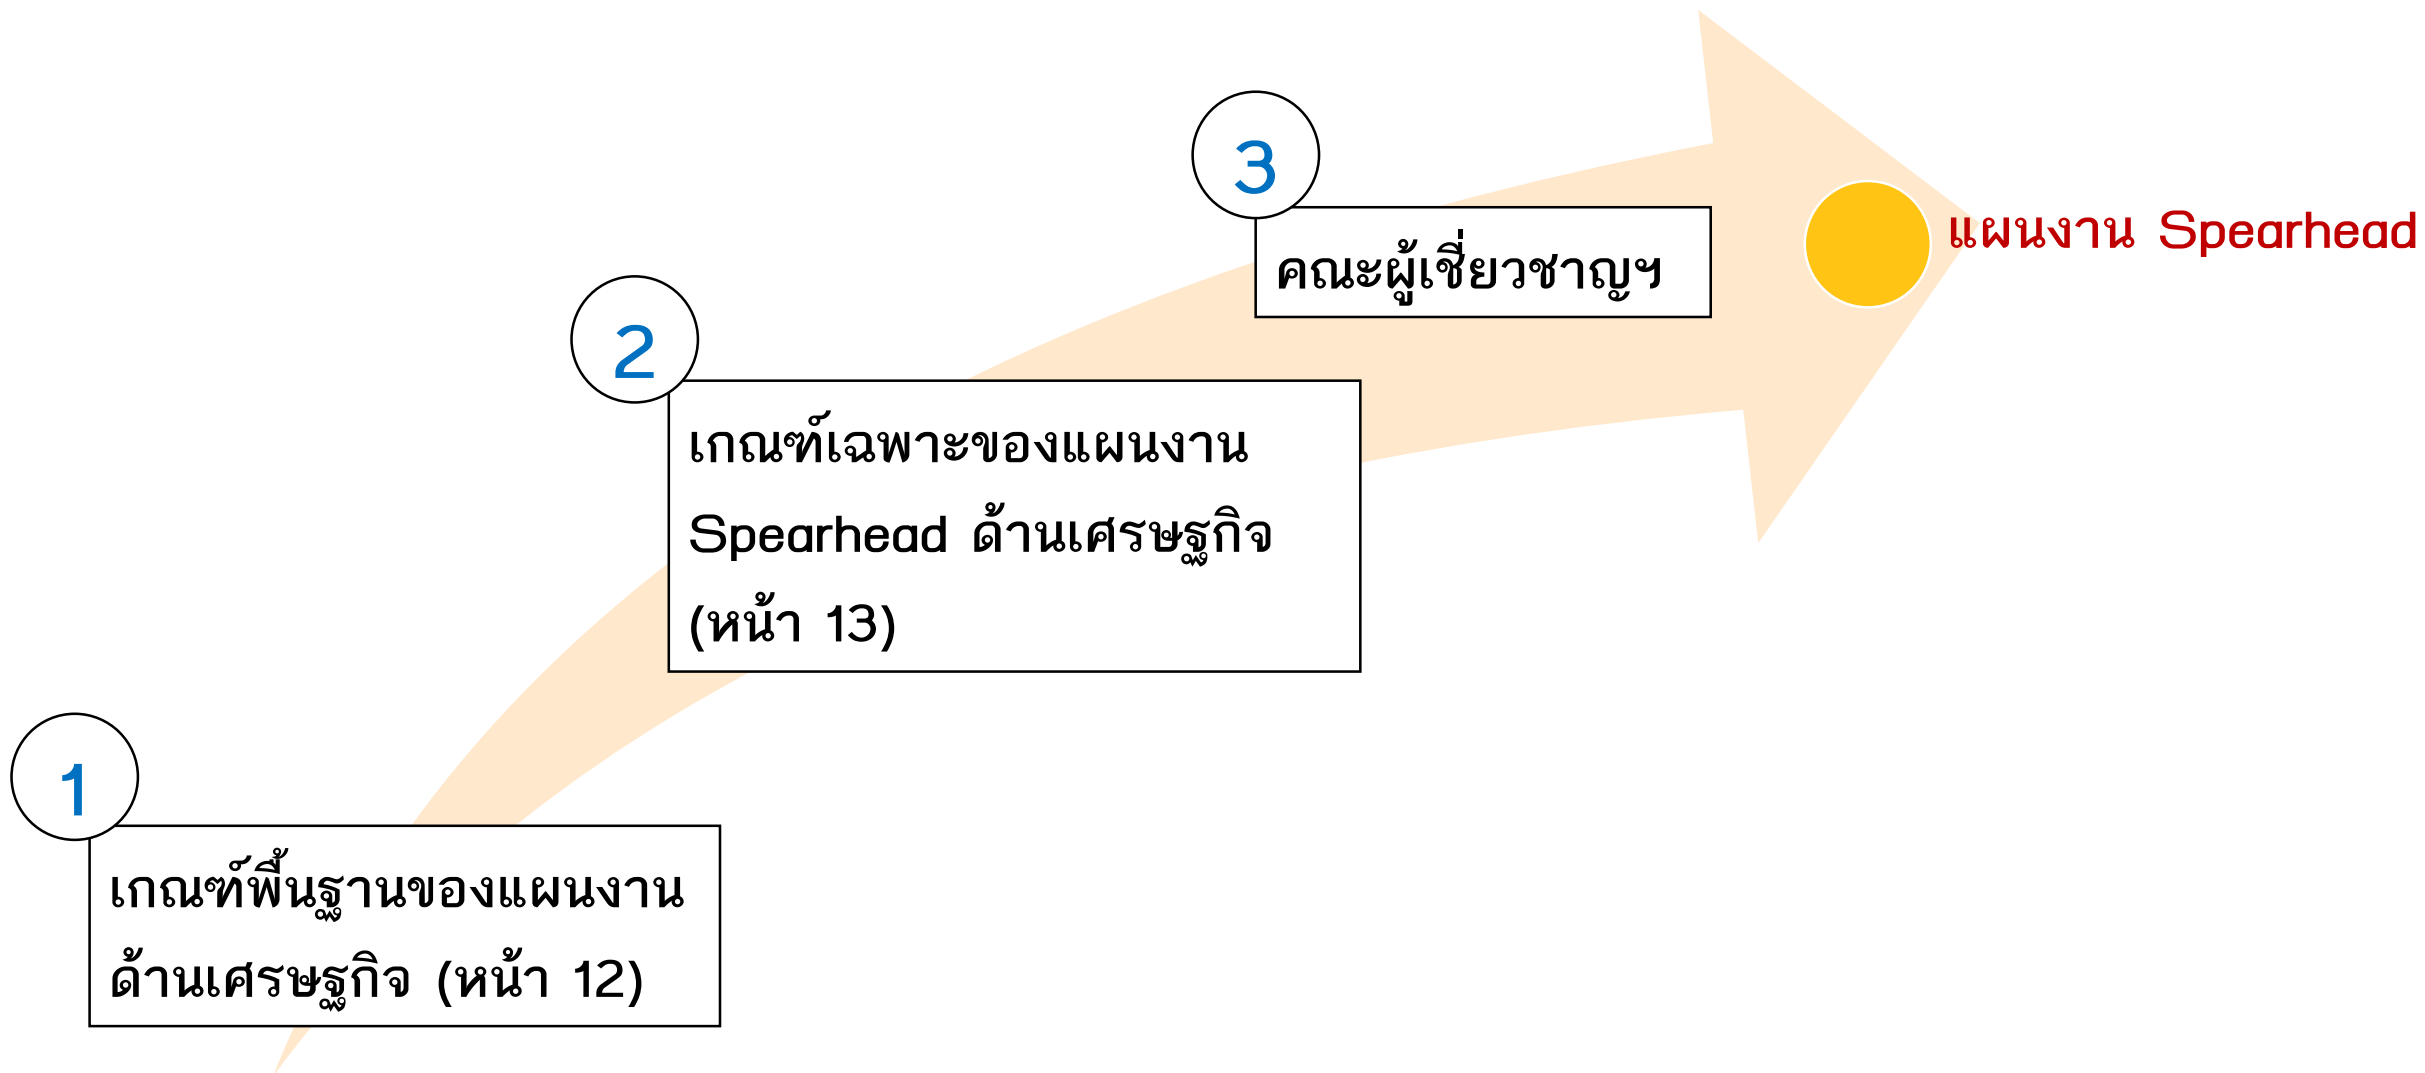 1
เกณฑ์พื้นฐานของแผนงาน
ด้านเศรษฐกิจ (หน้า 12)
2
เกณฑ์เฉพาะของแผนงาน
Spearhead ด้านเศรษฐกิจ
(หน้า 13)
3
คณะผู้เชี่ยวชาญฯ
แผนงาน Spearhead